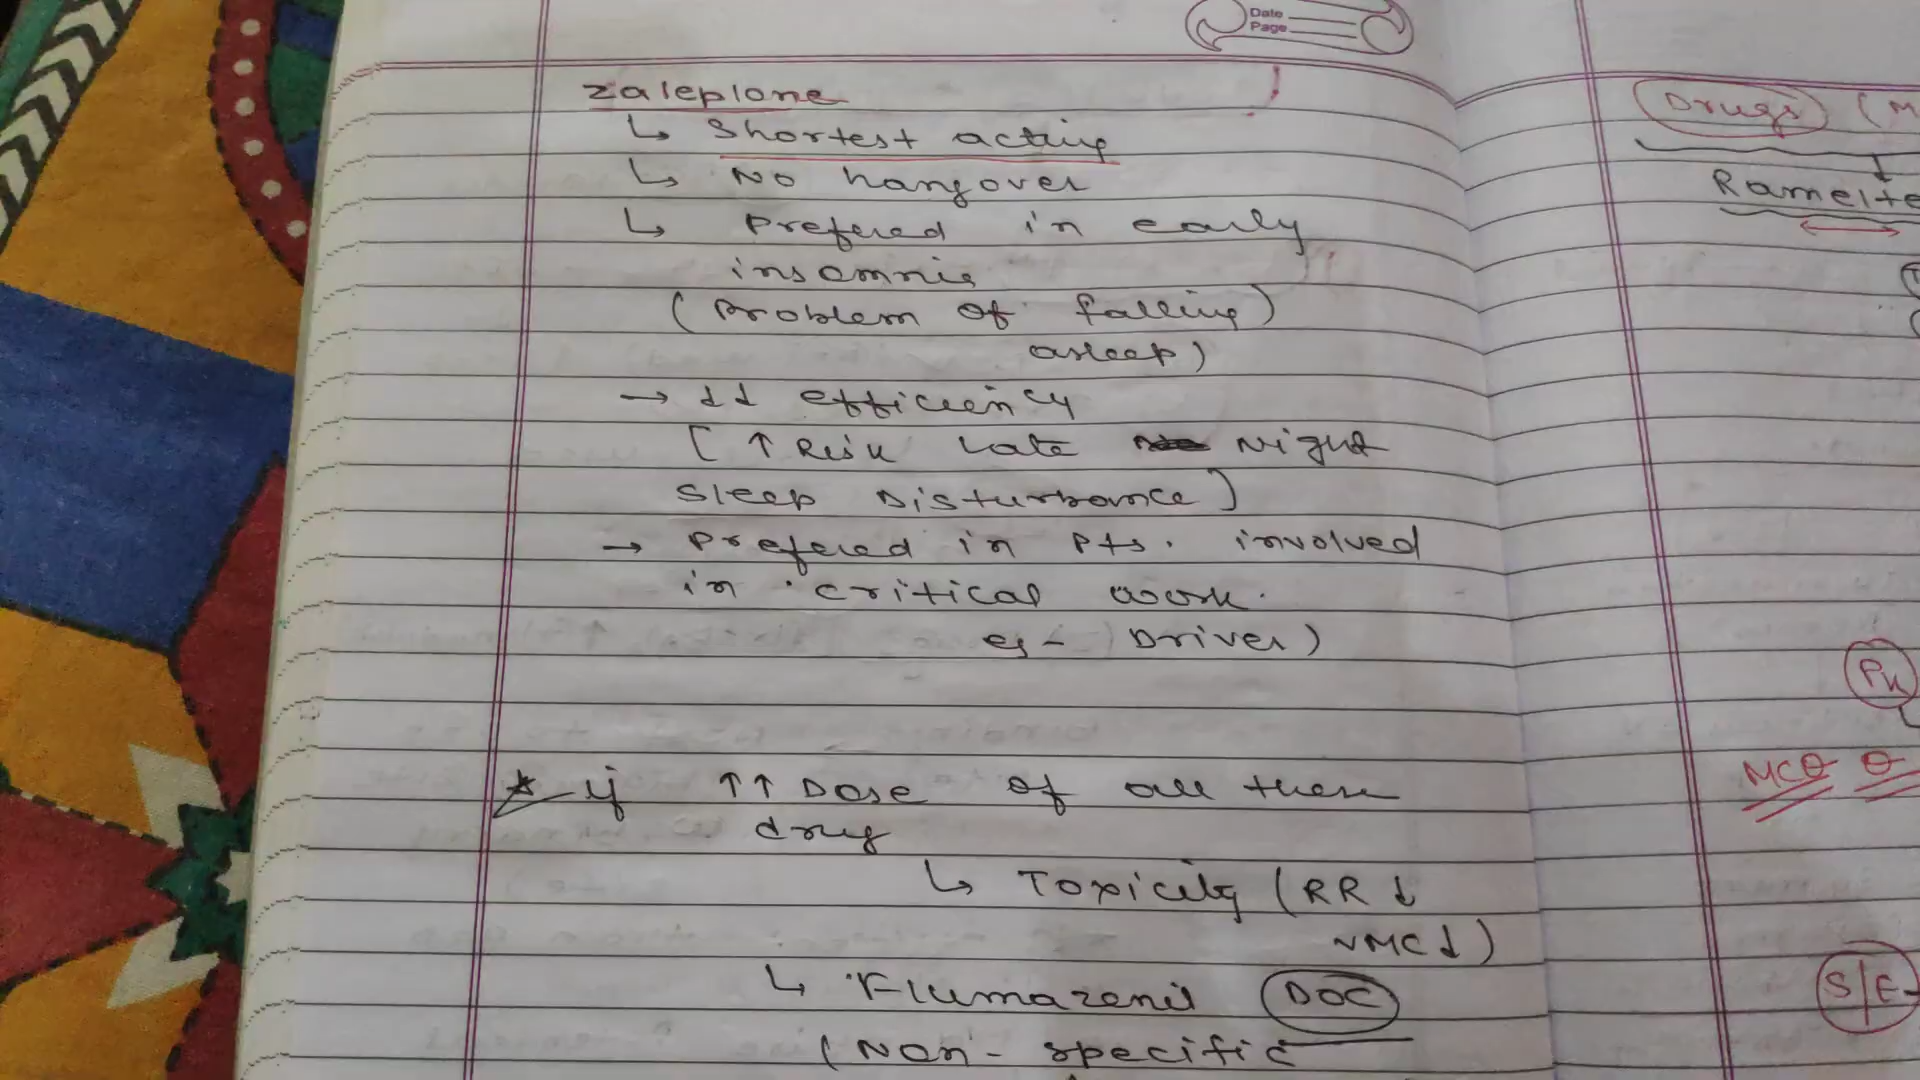 Date
Page
zaleplone
↳ Shortest acting
↳ No hangover
↳ Prefered in early
insomnia
(Problem of falling)
asleep)
→ ↓↓ efficiency
[↑ Risk Late Night
Sleep Disturbance]
→ Prefered in Pts. involved
in critical work.
eg - Driver)
* if ↑↑ Dose of all these
drug
↳ Toxicity (RR ↓
VMC ↓)
↳ Flumazenil DOC
(Non - specific
Drugs (M
Ramelte
Pk
MCQ Q
S/E